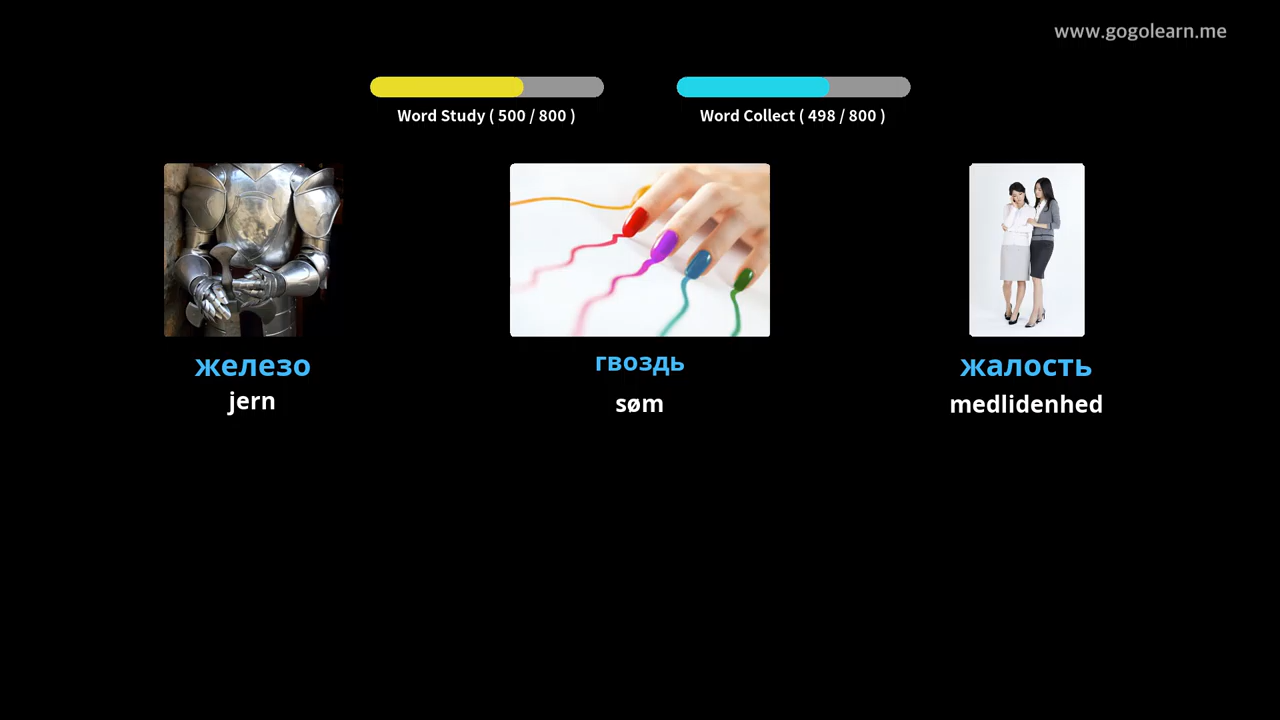 www.gogolearn.me
Word Study ( 500 / 800 )
Word Collect ( 498 / 800 )
железо
гвоздь
жалость
jern
søm
medlidenhed